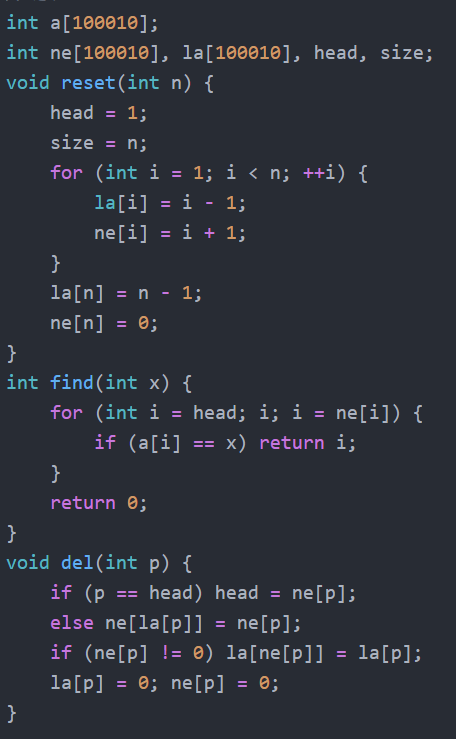 int a[100010];
int ne[100010], la[100010], head, size;
void reset(int n) {
    head = 1;
    size = n;
    for (int i = 1; i < n; ++i) {
        la[i] = i - 1;
        ne[i] = i + 1;
    }
    la[n] = n - 1;
    ne[n] = 0;
}
int find(int x) {
    for (int i = head; i; i = ne[i]) {
        if (a[i] == x) return i;
    }
    return 0;
}
void del(int p) {
    if (p == head) head = ne[p];
    else ne[la[p]] = ne[p];
    if (ne[p] != 0) la[ne[p]] = la[p];
    la[p] = 0; ne[p] = 0;
}